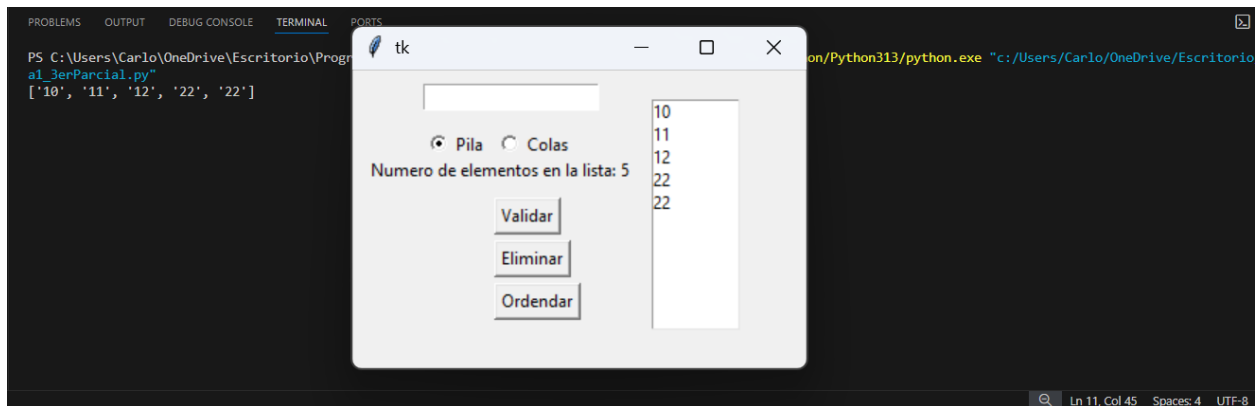 PROBLEMS OUTPUT DEBUG CONSOLE TERMINAL PORTS
PS C:\Users\Carlo\OneDrive\Escritorio\Progr
on/Python313/python.exe "c:/Users/Carlo/OneDrive/Escritorio
a1_3erParcial.py"
['10', '11', '12', '22', '22']
tk
Pila Colas
Numero de elementos en la lista: 5
Validar
Eliminar
Ordendar
10
11
12
22
22
Ln 11, Col 45 Spaces: 4 UTF-8